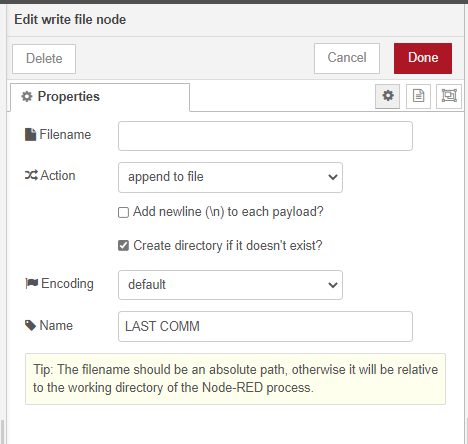 Edit write file node
Delete
Cancel
Done
Properties
Filename
Action
append to file
Add newline (\n) to each payload?
Create directory if it doesn't exist?
Encoding
default
Name
LAST COMM
Tip: The filename should be an absolute path, otherwise it will be relative
to the working directory of the Node-RED process.